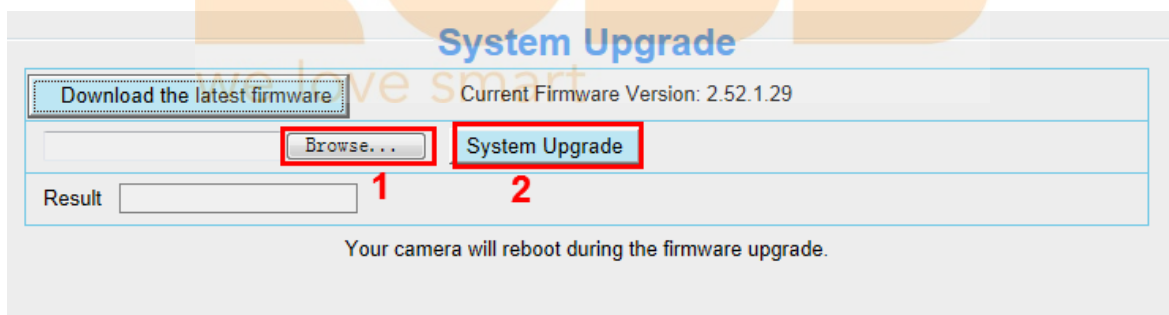 System Upgrade
we love smart
Download the latest firmware
Current Firmware Version: 2.52.1.29
Browse...
System Upgrade
1
2
Result
Your camera will reboot during the firmware upgrade.